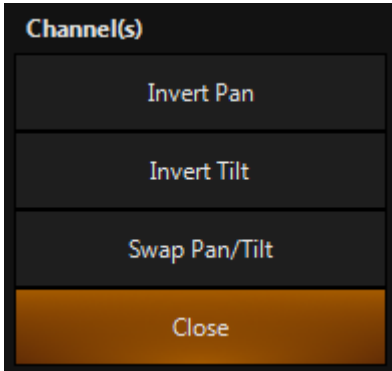 Channel(s)
Invert Pan
Invert Tilt
Swap Pan/Tilt
Close